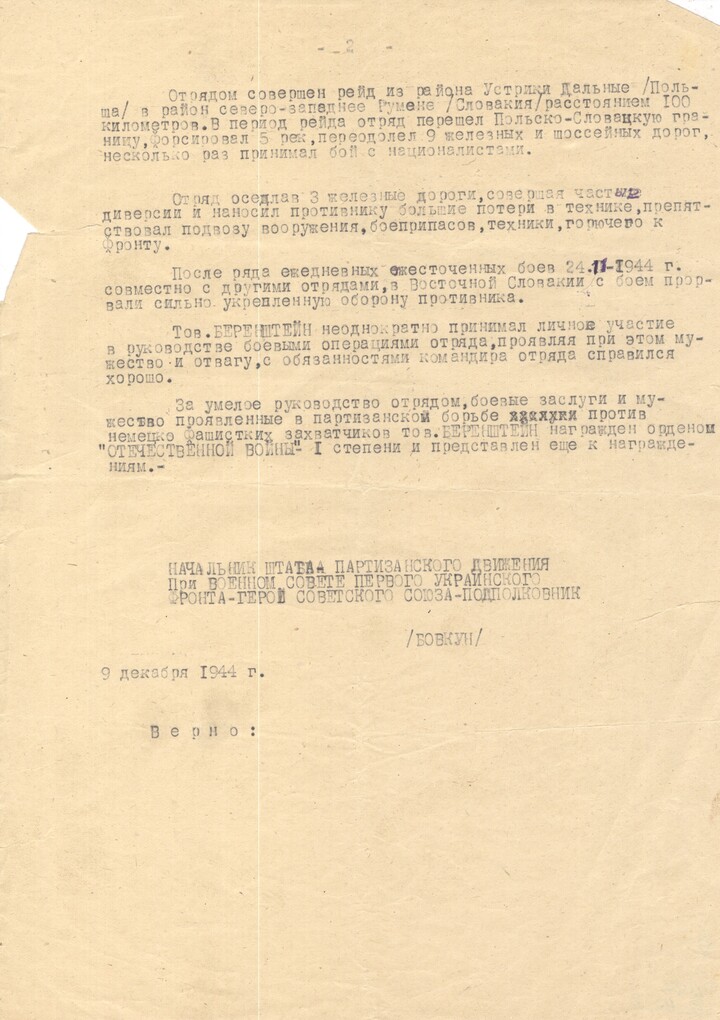 - 2 -
Отрядом совершен рейд из района Устрики Дальные /Поль-
ша/ в район северо-западнее Румене /Словакия/расстоянием 100
километров.В период рейда отряд перешел Польско-Словацкую гра-
ницу,форсировал 5 рек,переодолел 9 железных и шоссейных дорог,
несколько раз принимал бой с националистами.
Отряд оседлав 3 железные дороги,совершая частые
диверсии и наносил противнику большие потери в технике,препят-
ствовал подвозу вооружения,боеприпасов,техники,горючего к
фронту.
После ряда ежедневных ожесточенных боев 24.11-1944 г.
совместно с другими отрядами,в Восточной Словакии с боем прор-
вали сильно укрепленную оборону противника.
Тов.БЕРЕНШТЕЙН неоднократно принимал личное участие
в руководстве боевыми операциями отряда,проявляя при этом му-
жество и отвагу,с обязанностями командира отряда справился
хорошо.
За умелое руководство отрядом,боевые заслуги и му-
жество проявленные в партизанской борьбе против
немецко фашистких захватчиков тов.БЕРЕНШТЕЙН награжден орденом
"ОТЕЧЕСТВЕННОЙ ВОЙНЫ"- I степени и представлен еще к награжде-
ниям.-
НАЧАЛЬНИК ШТАБА ПАРТИЗАНСКОГО ДВИЖЕНИЯ
При ВОЕННОМ СОВЕТЕ ПЕРВОГО УКРАИНСКОГО
ФРОНТА-ГЕРОЙ СОВЕТСКОГО СОЮЗА-ПОДПОЛКОВНИК
/БОВКУН/
9 декабря 1944 г.
Верно: